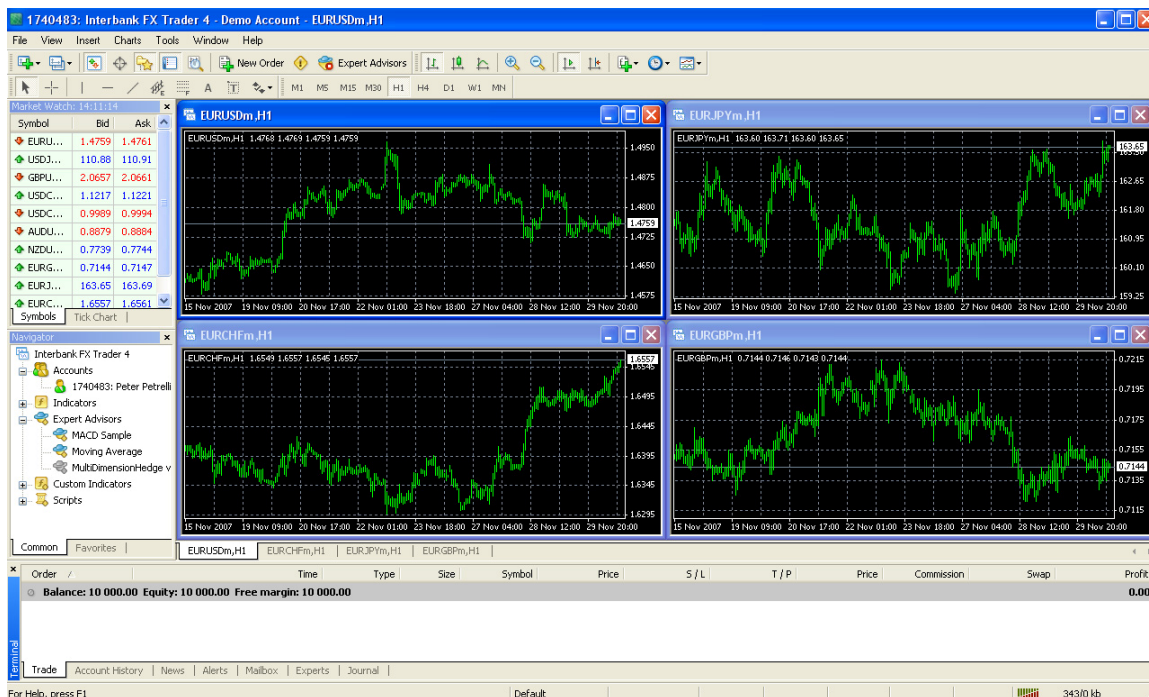 1740483: Interbank FX Trader 4 - Demo Account - EURUSDm,H1
File View Insert Charts Tools Window Help
New Order Expert Advisors
A T M1 M5 M15 M30 H1 H4 D1 W1 MN
Market Watch: 14:11:14
Symbol Bid Ask
EURU... 1.4759 1.4761
USDJ... 110.88 110.91
GBPU... 2.0657 2.0661
USDC... 1.1217 1.1221
USDC... 0.9989 0.9994
AUDU... 0.8879 0.8884
NZDU... 0.7739 0.7744
EURG... 0.7144 0.7147
EURJ... 163.65 163.69
EURC... 1.6557 1.6561
Symbols Tick Chart
Navigator
Interbank FX Trader 4
Accounts
1740483: Peter Petrelli
Indicators
Expert Advisors
MACD Sample
Moving Average
MultiDimensionHedge v
Custom Indicators
Scripts
Common Favorites
EURUSDm,H1
EURUSDm,H1 1.4768 1.4769 1.4759 1.4759
1.4950
1.4875
1.4800
1.4759
1.4725
1.4650
1.4575
15 Nov 2007 19 Nov 09:00 20 Nov 17:00 22 Nov 01:00 23 Nov 18:00 27 Nov 04:00 28 Nov 12:00 29 Nov 20:00
EURJPYm,H1
EURJPYm,H1 163.60 163.71 163.60 163.65
163.65
162.65
161.80
160.95
160.10
159.25
15 Nov 2007 19 Nov 09:00 20 Nov 17:00 22 Nov 01:00 23 Nov 18:00 27 Nov 04:00 28 Nov 12:00 29 Nov 20:00
EURCHFm,H1
EURCHFm,H1 1.6549 1.6557 1.6545 1.6557
1.6557
1.6545
1.6495
1.6445
1.6395
1.6345
1.6295
15 Nov 2007 19 Nov 09:00 20 Nov 17:00 22 Nov 01:00 23 Nov 18:00 27 Nov 04:00 28 Nov 12:00 29 Nov 20:00
EURGBPm,H1
EURGBPm,H1 0.7144 0.7146 0.7143 0.7144
0.7215
0.7195
0.7175
0.7155
0.7144
0.7135
0.7115
15 Nov 2007 19 Nov 09:00 20 Nov 17:00 22 Nov 01:00 23 Nov 18:00 27 Nov 04:00 28 Nov 12:00 29 Nov 20:00
EURUSDm,H1 EURCHFm,H1 EURJPYm,H1 EURGBPm,H1
Order / Time Type Size Symbol Price S / L T / P Price Commission Swap Profit
Balance: 10 000.00 Equity: 10 000.00 Free margin: 10 000.00 0.00
Terminal
Trade Account History News Alerts Mailbox Experts Journal
For Help, press F1 Default 343/0 kb